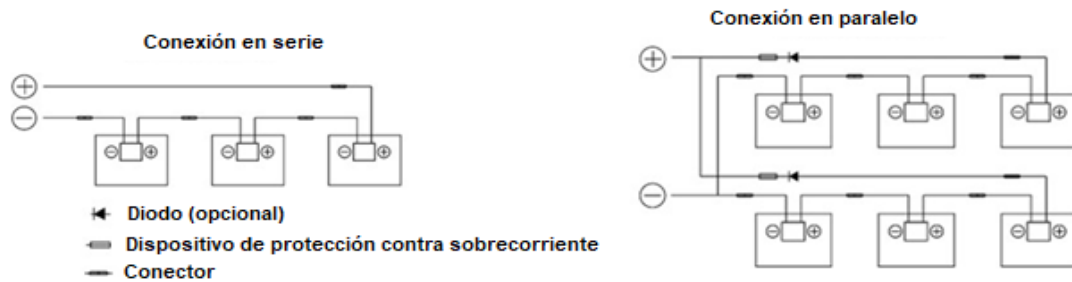 Conexión en serie
Conexión en paralelo
+
−
− +
− +
− +
Diodo (opcional)
Dispositivo de protección contra sobrecorriente
Conector
+
−
− +
− +
− +
− +
− +
− +